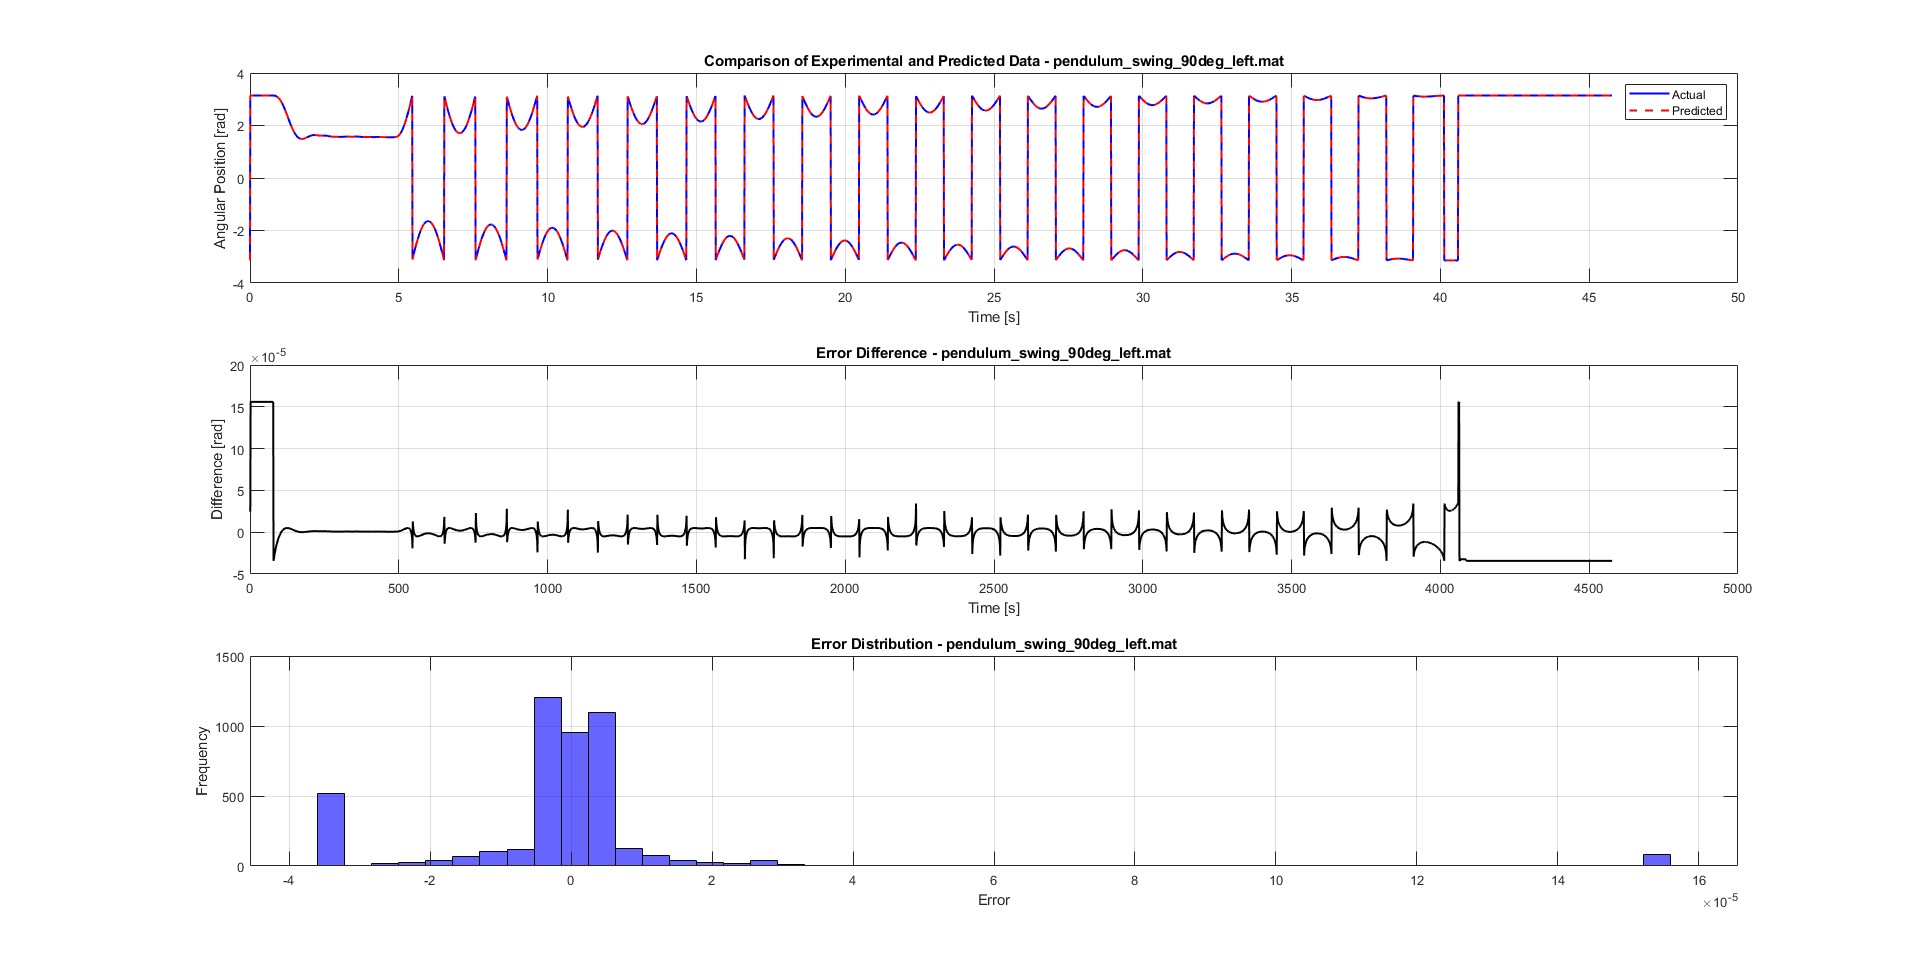 Comparison of Experimental and Predicted Data - pendulum_swing_90deg_left.mat
Angular Position [rad]
4
2
0
-2
-4
Actual
Predicted
0 5 10 15 20 25 30 35 40 45 50
Time [s]
Error Difference - pendulum_swing_90deg_left.mat
×10-5
Difference [rad]
20
15
10
5
0
-5
0 500 1000 1500 2000 2500 3000 3500 4000 4500 5000
Time [s]
Error Distribution - pendulum_swing_90deg_left.mat
Frequency
1500
1000
500
0
-4 -2 0 2 4 6 8 10 12 14 16
Error
×10-5